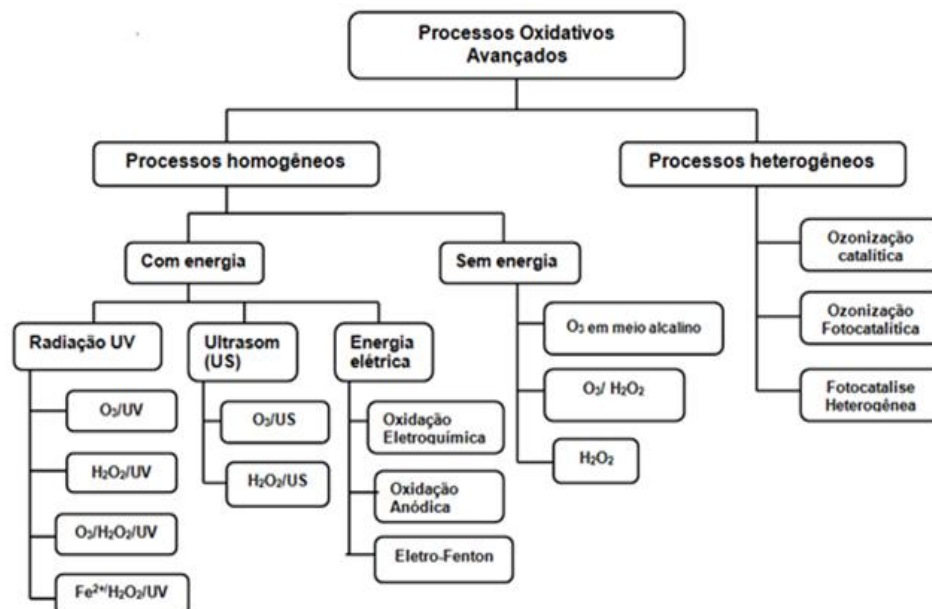 Processos Oxidativos
Avançados
Processos homogêneos
Processos heterogêneos
Com energia
Sem energia
Ozonização
catalítica
Ozonização
Fotocatalítica
Fotocatalise
Heterogênea
Radiação UV
Ultrasom
(US)
Energia
elétrica
O₃ em meio alcalino
O₃/ H₂O₂
H₂O₂
O₃/UV
H₂O₂/UV
O₃/H₂O₂/UV
Fe²⁺/H₂O₂/UV
O₃/US
H₂O₂/US
Oxidação
Eletroquímica
Oxidação
Anódica
Eletro-Fenton